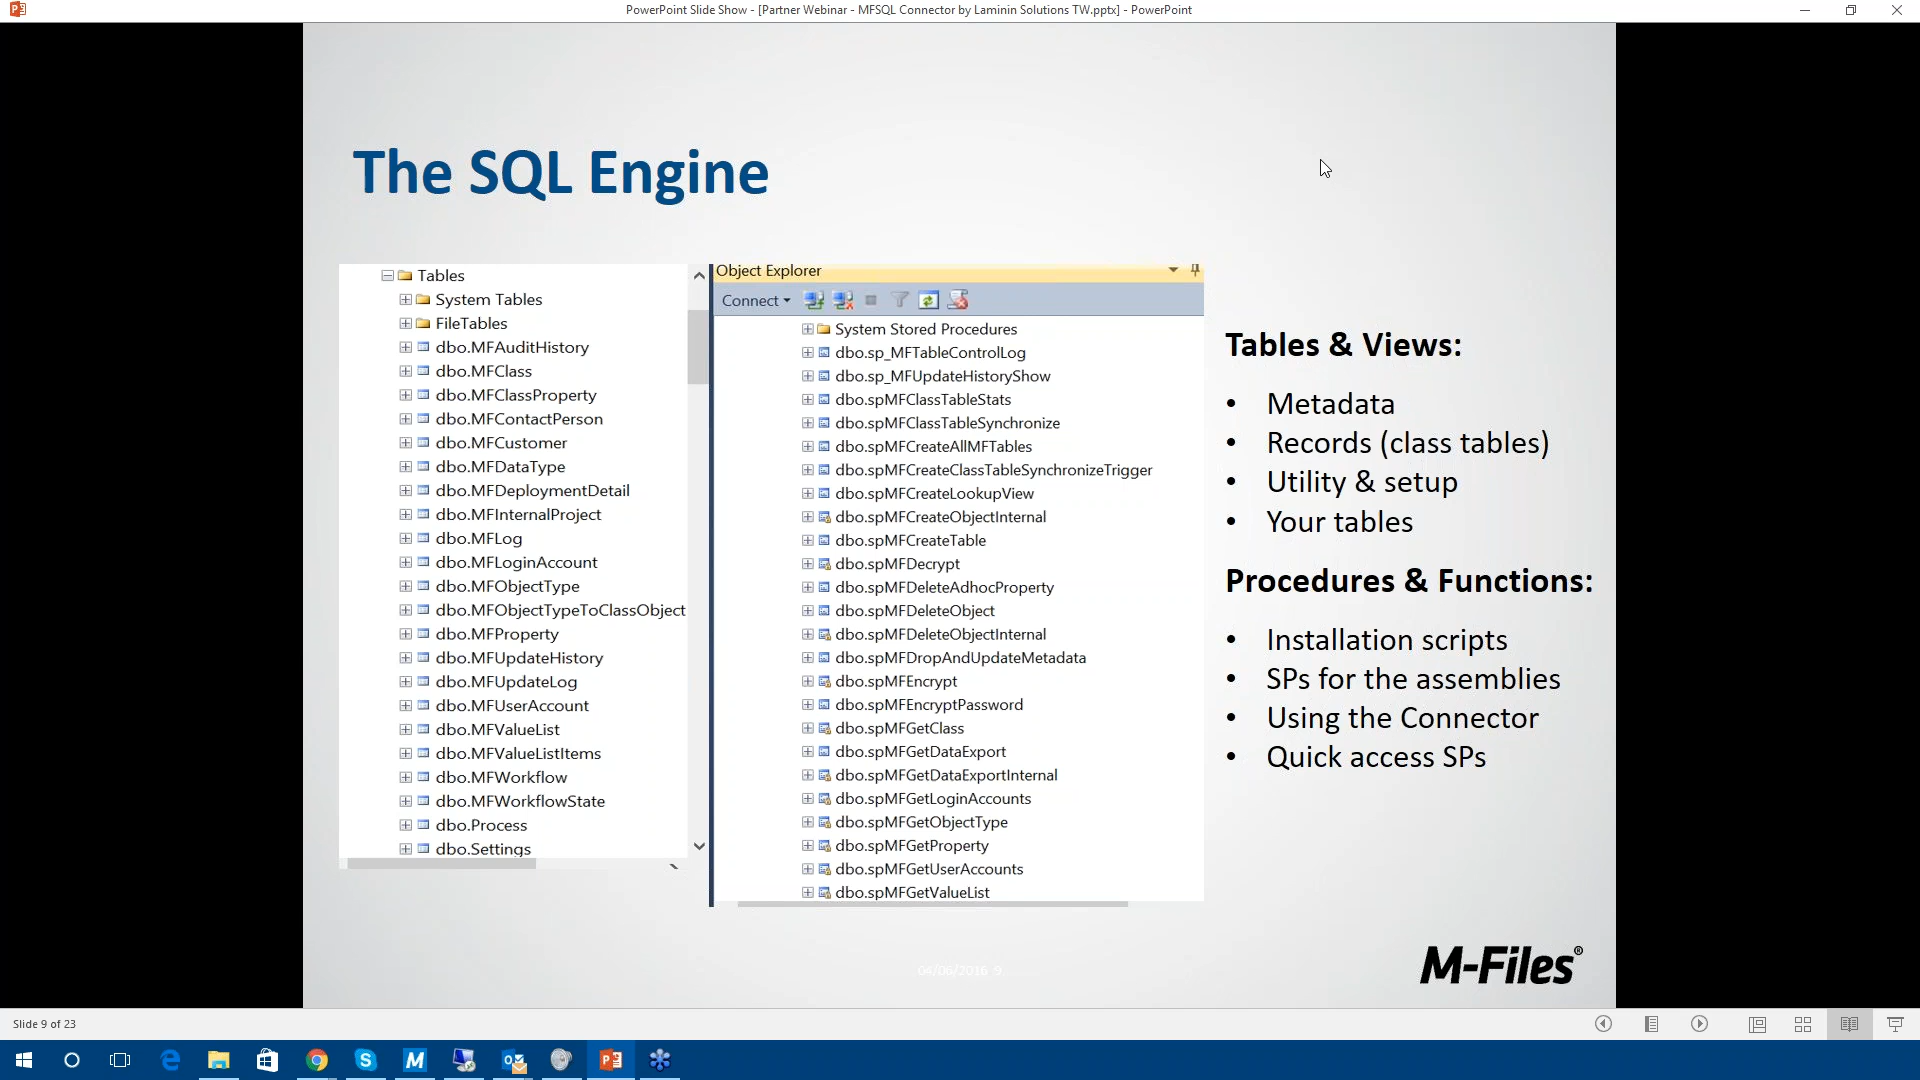 PowerPoint Slide Show - [Partner Webinar - MFSQL Connector by Laminin Solutions TW.pptx] - PowerPoint
The SQL Engine
Tables
System Tables
FileTables
dbo.MFAuditHistory
dbo.MFClass
dbo.MFClassProperty
dbo.MFContactPerson
dbo.MFCustomer
dbo.MFDataType
dbo.MFDeploymentDetail
dbo.MFInternalProject
dbo.MFLog
dbo.MFLoginAccount
dbo.MFObjectType
dbo.MFObjectTypeToClassObject
dbo.MFProperty
dbo.MFUpdateHistory
dbo.MFUpdateLog
dbo.MFUserAccount
dbo.MFValueList
dbo.MFValueListItems
dbo.MFWorkflow
dbo.MFWorkflowState
dbo.Process
dbo.Settings
Object Explorer
Connect
System Stored Procedures
dbo.sp_MFTableControlLog
dbo.sp_MFUpdateHistoryShow
dbo.spMFClassTableStats
dbo.spMFClassTableSynchronize
dbo.spMFCreateAllMFTables
dbo.spMFCreateClassTableSynchronizeTrigger
dbo.spMFCreateLookupView
dbo.spMFCreateObjectInternal
dbo.spMFCreateTable
dbo.spMFDecrypt
dbo.spMFDeleteAdhocProperty
dbo.spMFDeleteObject
dbo.spMFDeleteObjectInternal
dbo.spMFDropAndUpdateMetadata
dbo.spMFEncrypt
dbo.spMFEncryptPassword
dbo.spMFGetClass
dbo.spMFGetDataExport
dbo.spMFGetDataExportInternal
dbo.spMFGetLoginAccounts
dbo.spMFGetObjectType
dbo.spMFGetProperty
dbo.spMFGetUserAccounts
dbo.spMFGetValueList
Tables & Views:
• Metadata
• Records (class tables)
• Utility & setup
• Your tables
Procedures & Functions:
• Installation scripts
• SPs for the assemblies
• Using the Connector
• Quick access SPs
04/06/2016 9
M-Files®
Slide 9 of 23